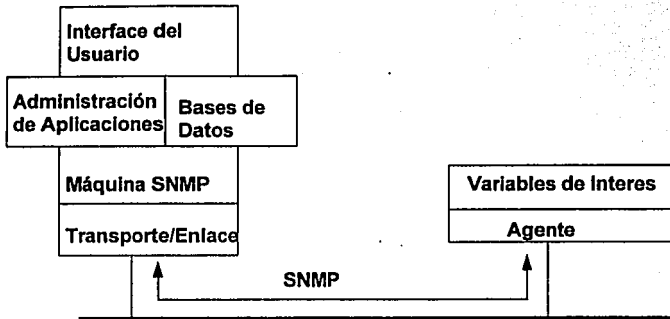 Interface del
Usuario
Administración
de Aplicaciones
Bases de
Datos
Máquina SNMP
Variables de Interes
Transporte/Enlace
Agente
SNMP